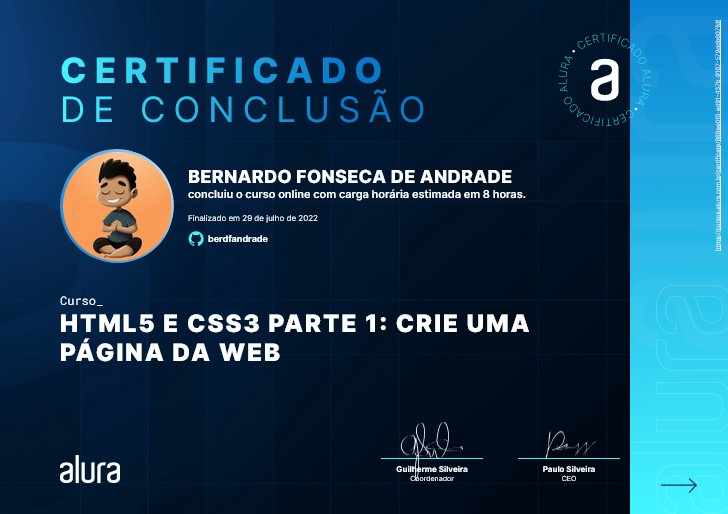 CERTIFICADO
DE CONCLUSÃO
CERTIFICADO ALURA • CERTIFICADO ALURA •
a
BERNARDO FONSECA DE ANDRADE
concluiu o curso online com carga horária estimada em 8 horas.
Finalizado em 29 de julho de 2022
berdfandrade
Curso_
HTML5 E CSS3 PARTE 1: CRIE UMA
PÁGINA DA WEB
alura
Guilherme Silveira
Coordenador
Paulo Silveira
CEO
alura